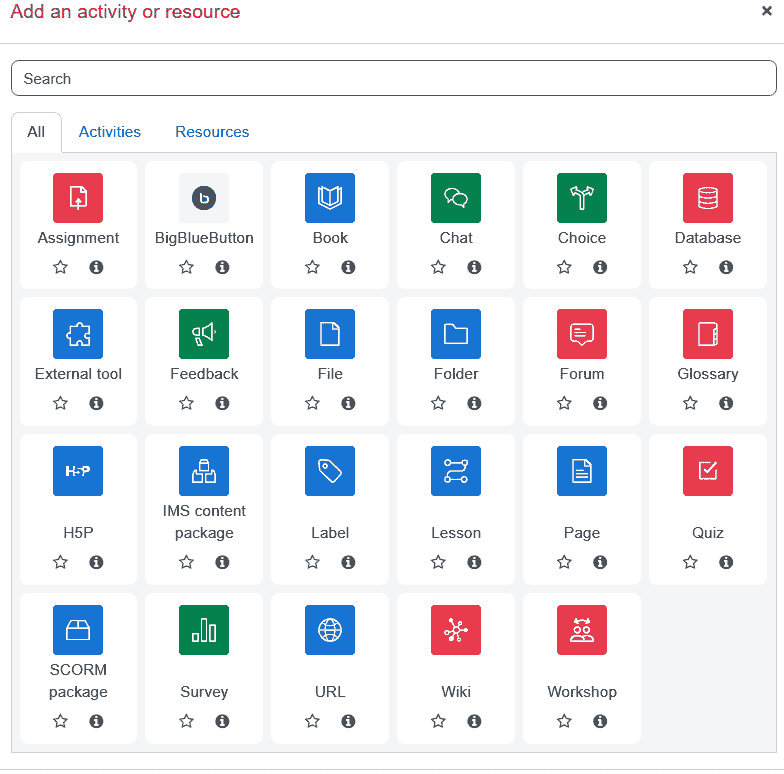 Add an activity or resource
×
Search
All Activities Resources
Assignment BigBlueButton Book Chat Choice Database
External tool Feedback File Folder Forum Glossary
H5P
H5P IMS content package Label Lesson Page Quiz
SCORM package Survey URL Wiki Workshop